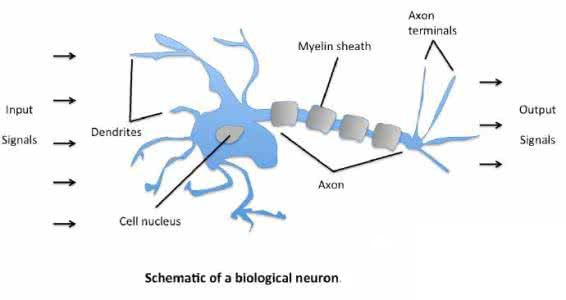 Axon
terminals
Myelin sheath
Input
Signals
Dendrites
Output
Signals
Axon
Cell nucleus
Schematic of a biological neuron.